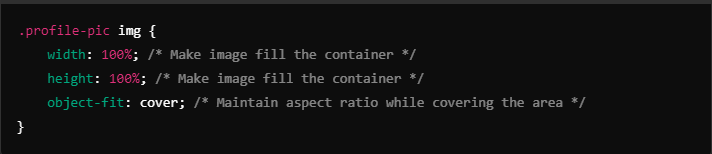 .profile-pic img {
width: 100%; /* Make image fill the container */
height: 100%; /* Make image fill the container */
object-fit: cover; /* Maintain aspect ratio while covering the area */
}